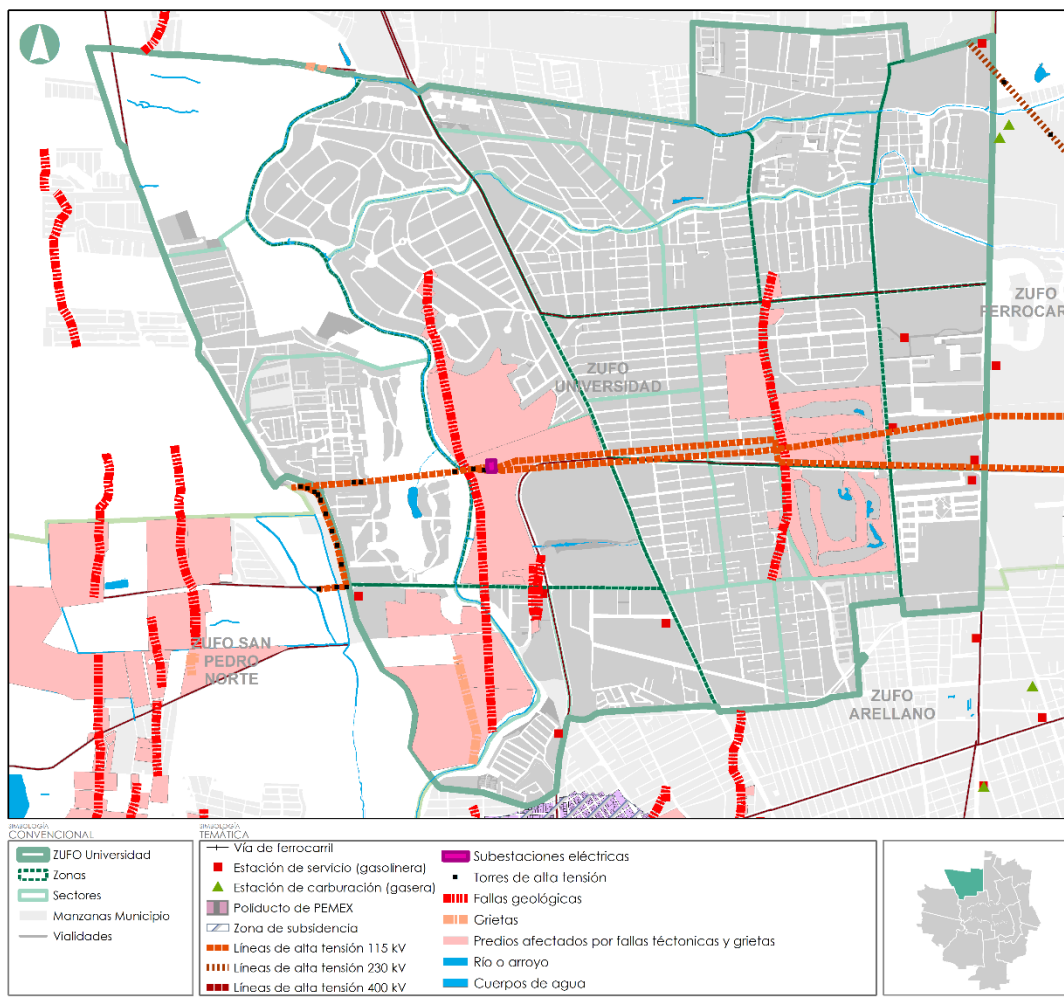 ZUFO
FERROCAR
ZUFO
UNIVERSIDAD
ZUFO SAN
PEDRO
NORTE
ZUFO
ARELLANO
SIMBOLOGÍA
CONVENCIONAL
ZUFO Universidad
Zonas
Sectores
Manzanas Municipio
Vialidades
SIMBOLOGÍA
TEMÁTICA
Vía de ferrocarril
Estación de servicio (gasolinera)
Estación de carburación (gasera)
Poliducto de PEMEX
Zona de subsidencia
Líneas de alta tensión 115 kV
Líneas de alta tensión 230 kV
Líneas de alta tensión 400 kV
Subestaciones eléctricas
Torres de alta tensión
Fallas geológicas
Grietas
Predios afectados por fallas téctonicas y grietas
Río o arroyo
Cuerpos de agua